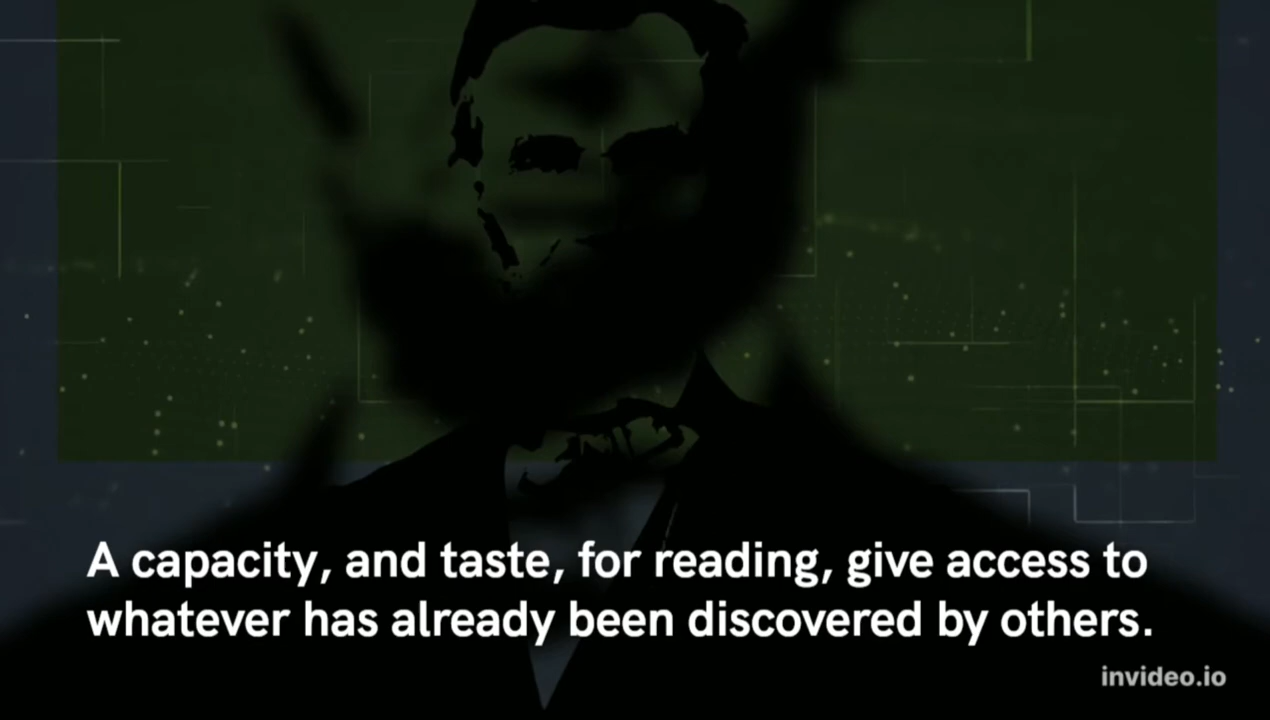 A capacity, and taste, for reading, give access to
whatever has already been discovered by others.
invideo.io